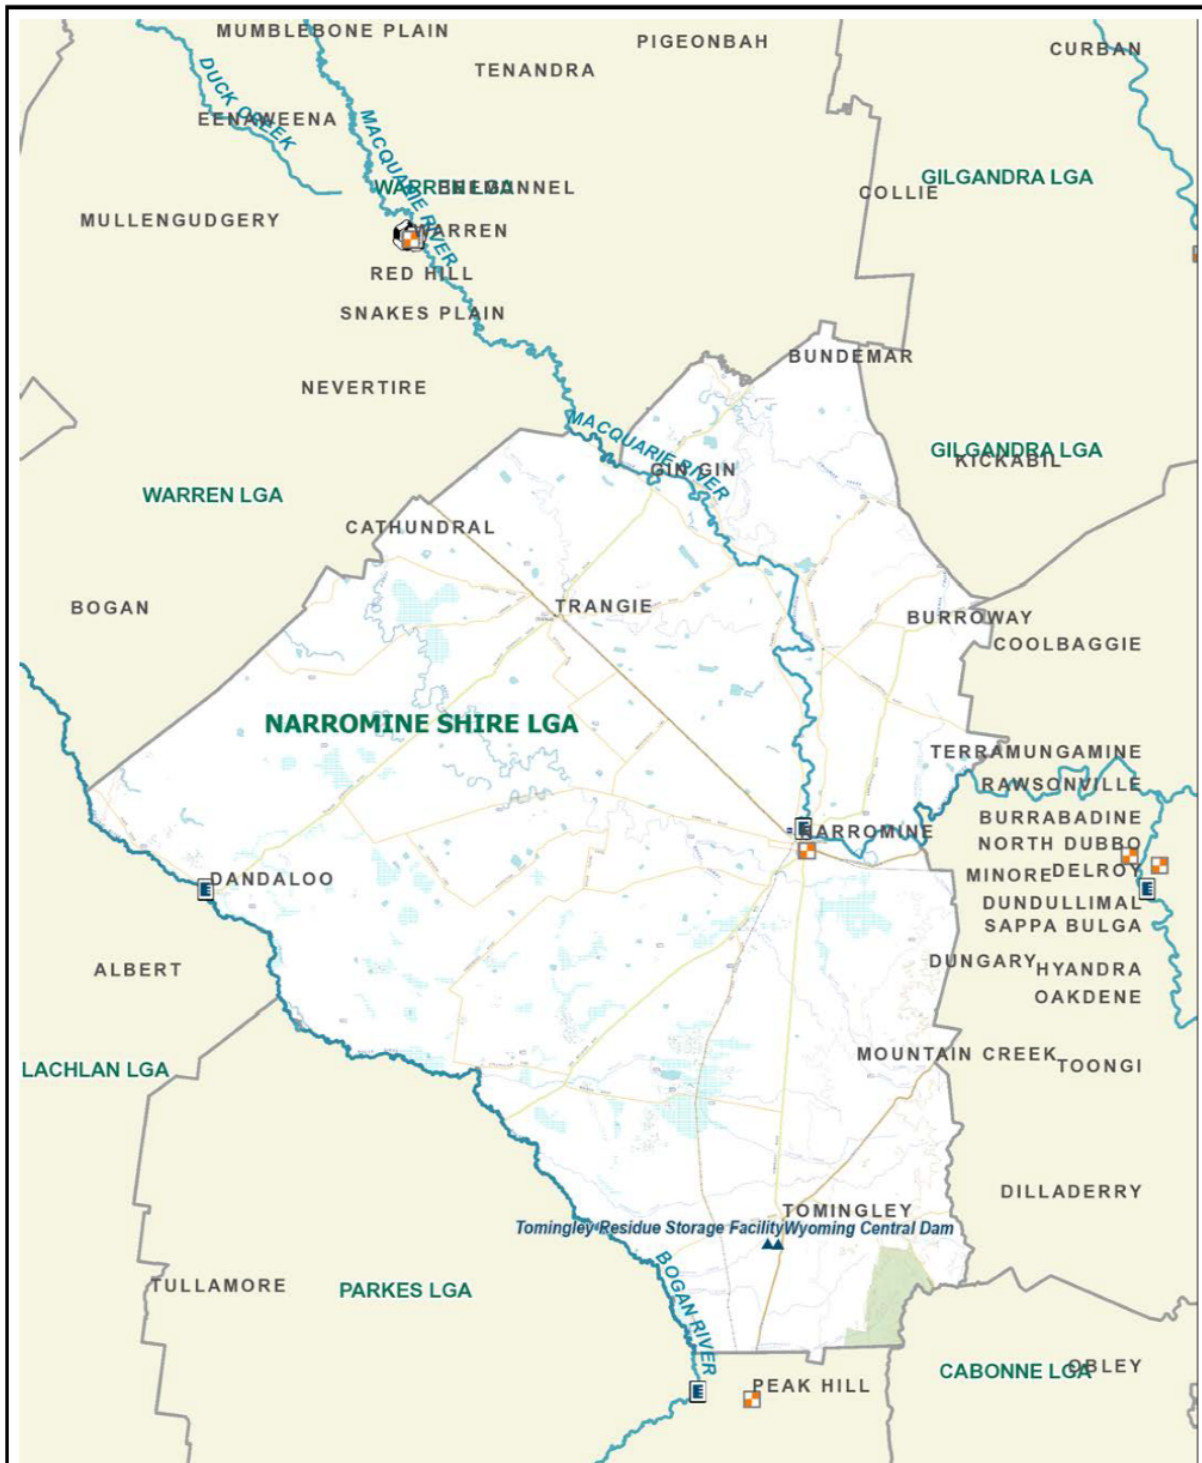 MUMBLEBONE PLAIN
PIGEONBAH
CURBAN
TENANDRA
DUCK CREEK
EENAWEENA
MACQUARIE RIVER
WARREN LGA
GILGANDRA LGA
COLLIE
MULLENGUDGERY
WARREN
RED HILL
SNAKES PLAIN
BUNDEMAR
NEVERTIRE
MACQUARIE RIVER
GIN GIN
GILGANDRA LGA
KICKABIL
WARREN LGA
CATHUNDRAL
BOGAN
TRANGIE
BURROWAY
COOLBAGGIE
NARROMINE SHIRE LGA
TERRAMUNGAMINE
RAWSONVILLE
BURRABADINE
NARROMINE
NORTH DUBBO
MINORE
DELROY
DANDALOO
DUNDULLIMAL
SAPPA BULGA
DUNGARY
HYANDRA
ALBERT
OAKDENE
MOUNTAIN CREEK
TOONGI
LACHLAN LGA
DILLADERRY
TOMINGLEY
Tomingley Residue Storage Facility
Wyoming Central Dam
BOGAN RIVER
TULLAMORE
PARKES LGA
CABONNE LGA
OBLEY
PEAK HILL